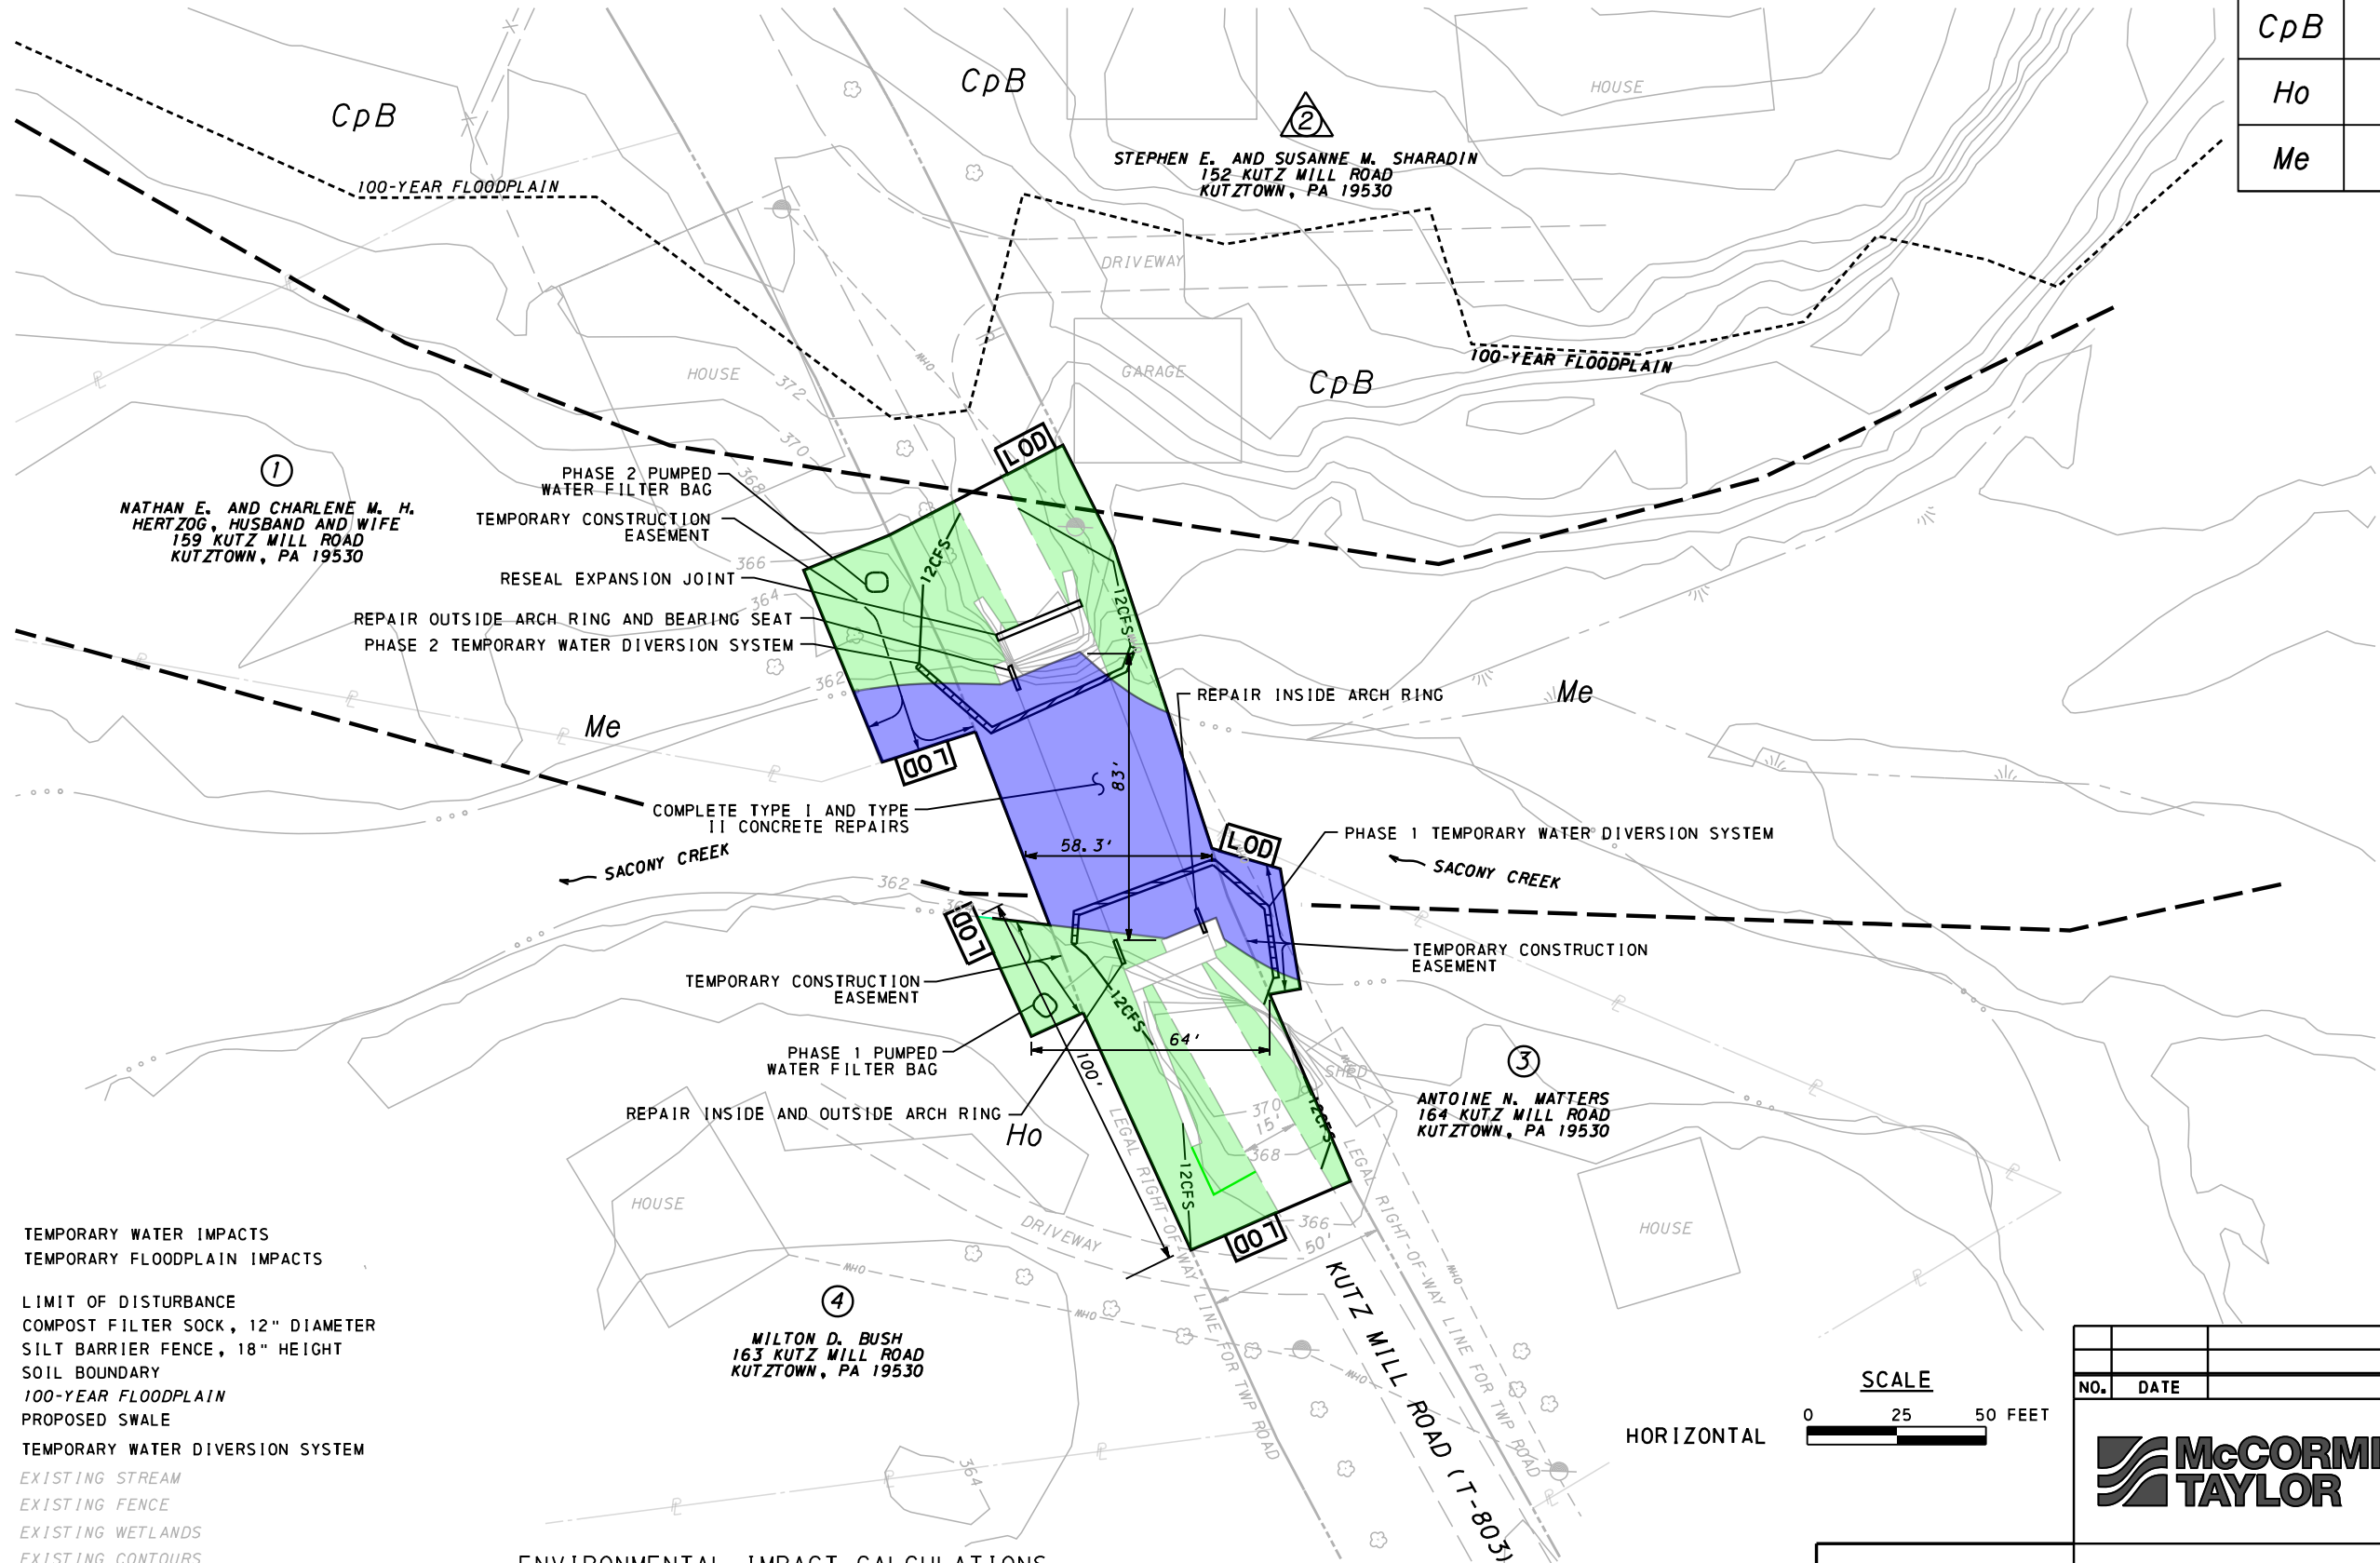 CpB
Ho
Me
CpB
CpB
HOUSE
2
STEPHEN E. AND SUSANNE M. SHARADIN
152 KUTZ MILL ROAD
KUTZTOWN, PA 19530
100-YEAR FLOODPLAIN
DRIVEWAY
100-YEAR FLOODPLAIN
OHW
HOUSE
372
GARAGE
CpB
370
368
LOD
1
NATHAN E. AND CHARLENE M. H.
HERTZOG, HUSBAND AND WIFE
159 KUTZ MILL ROAD
KUTZTOWN, PA 19530
PHASE 2 PUMPED
WATER FILTER BAG
TEMPORARY CONSTRUCTION
EASEMENT
366
RESEAL EXPANSION JOINT
364
REPAIR OUTSIDE ARCH RING AND BEARING SEAT
PHASE 2 TEMPORARY WATER DIVERSION SYSTEM
12CFS
12CFS
362
REPAIR INSIDE ARCH RING
Me
Me
LOD
83'
COMPLETE TYPE I AND TYPE
II CONCRETE REPAIRS
58.3'
LOD
PHASE 1 TEMPORARY WATER DIVERSION SYSTEM
SACONY CREEK
SACONY CREEK
362
364
LOD
TEMPORARY CONSTRUCTION
EASEMENT
TEMPORARY CONSTRUCTION
EASEMENT
12CFS
64'
PHASE 1 PUMPED
WATER FILTER BAG
100'
SHED
OHW
3
ANTOINE N. MATTERS
164 KUTZ MILL ROAD
KUTZTOWN, PA 19530
REPAIR INSIDE AND OUTSIDE ARCH RING
Ho
370
15'
368
12CFS
12CFS
LEGAL RIGHT-OF-WAY LINE FOR TWP ROAD
LEGAL RIGHT-OF-WAY LINE FOR TWP ROAD
HOUSE
DRIVEWAY
366
50'
LOD
HOUSE
OHW
OHW
OHW
OHW
4
MILTON D. BUSH
163 KUTZ MILL ROAD
KUTZTOWN, PA 19530
KUTZ MILL ROAD (T-803)
364
TEMPORARY WATER IMPACTS
TEMPORARY FLOODPLAIN IMPACTS
LIMIT OF DISTURBANCE
COMPOST FILTER SOCK, 12" DIAMETER
SILT BARRIER FENCE, 18" HEIGHT
SOIL BOUNDARY
100-YEAR FLOODPLAIN
PROPOSED SWALE
TEMPORARY WATER DIVERSION SYSTEM
EXISTING STREAM
EXISTING FENCE
EXISTING WETLANDS
EXISTING CONTOURS
ENVIRONMENTAL IMPACT CALCULATIONS
SCALE
0 25 50 FEET
HORIZONTAL
NO. DATE
McCORMI
TAYLOR